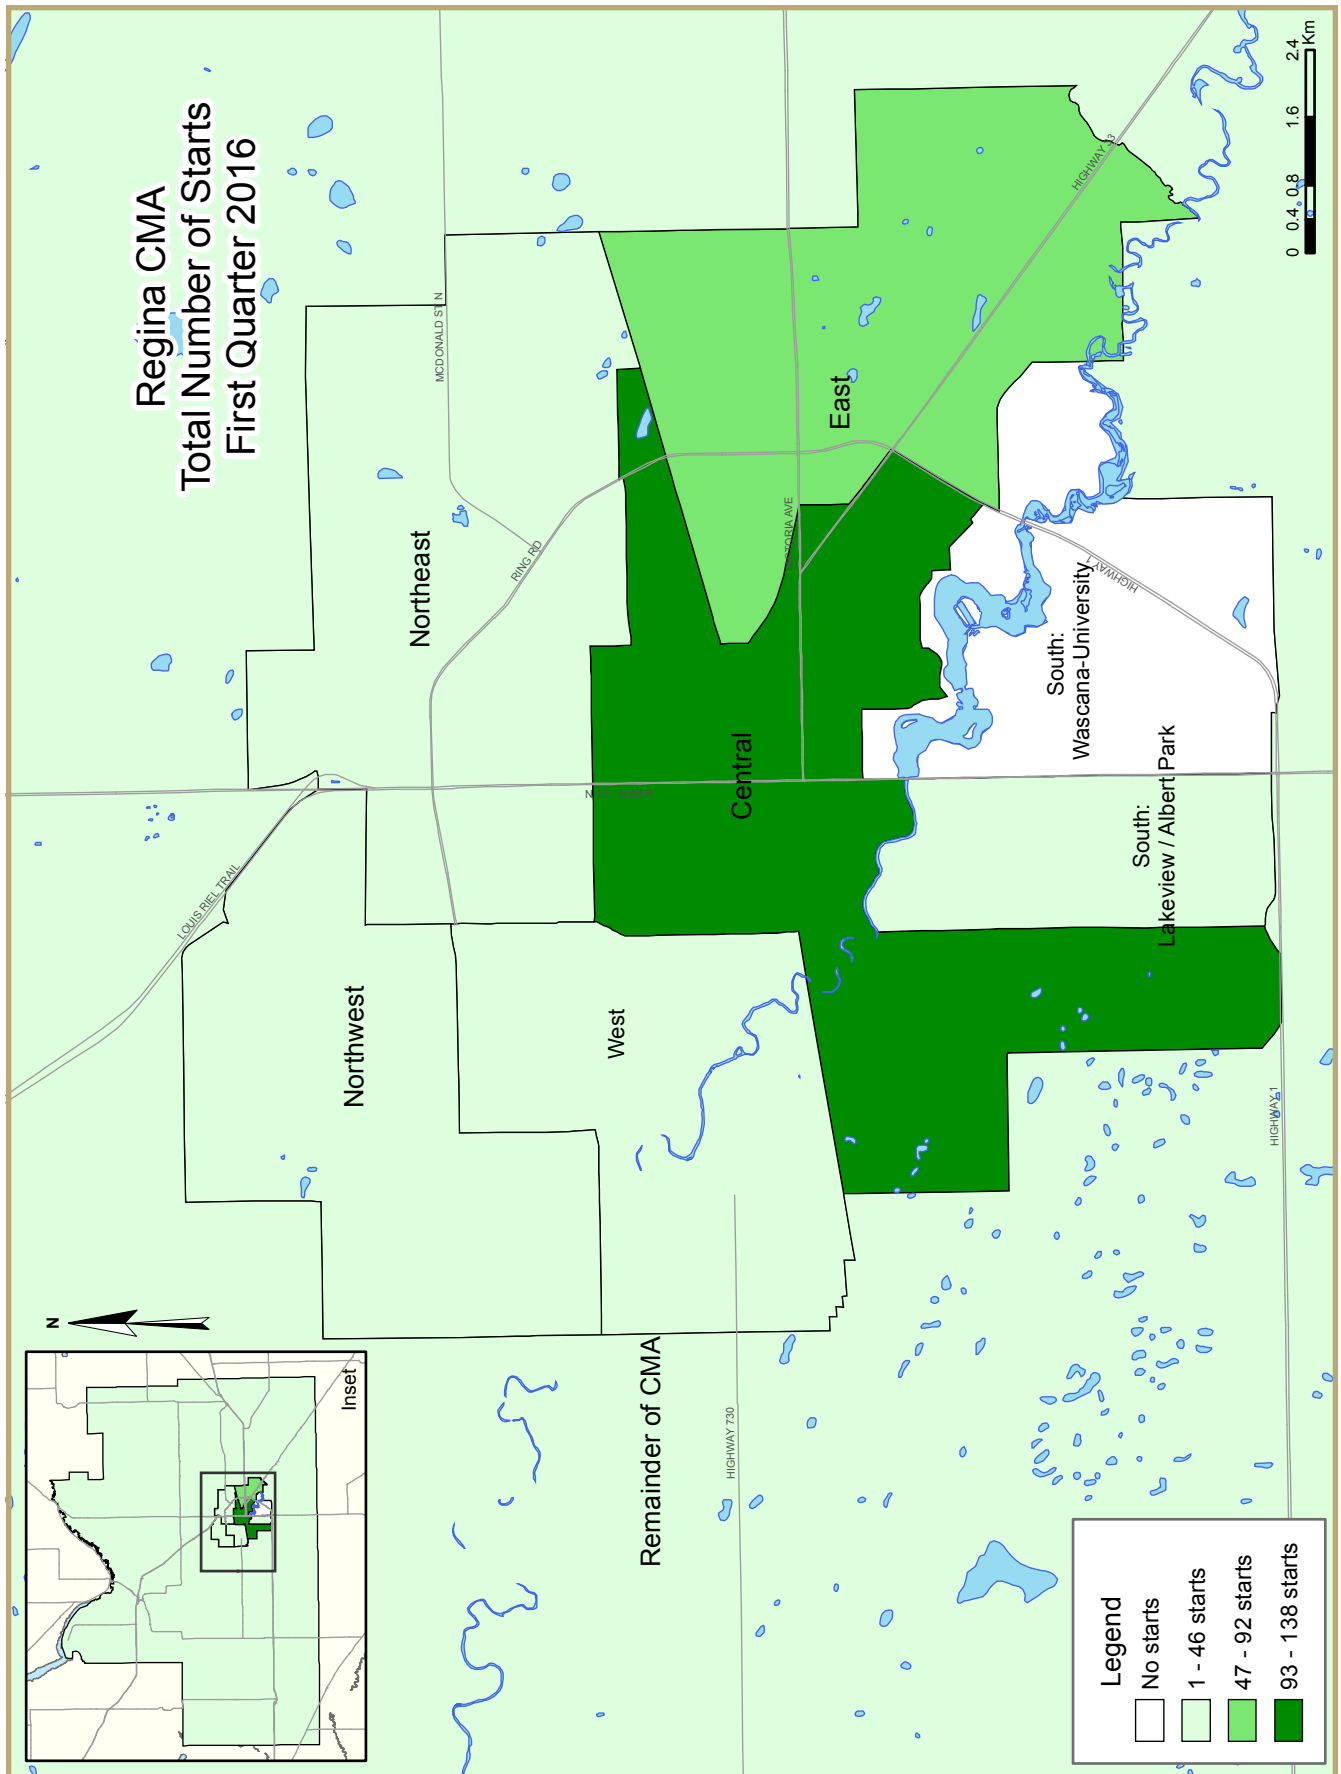 Regina CMA
Total Number of Starts
First Quarter 2016
Inset
N
LOUIS RIEL TRAIL
MCDONALD ST N
RING RD
Northeast
Northwest
West
Central
East
VICTORIA AVE
HIGHWAY 33
HIGHWAY 1
South:
Wascana-University
South:
Lakeview / Albert Park
Remainder of CMA
HIGHWAY 730
HIGHWAY 1
Legend
No starts
1 - 46 starts
47 - 92 starts
93 - 138 starts
0 0.4 0.8 1.6 2.4
Km